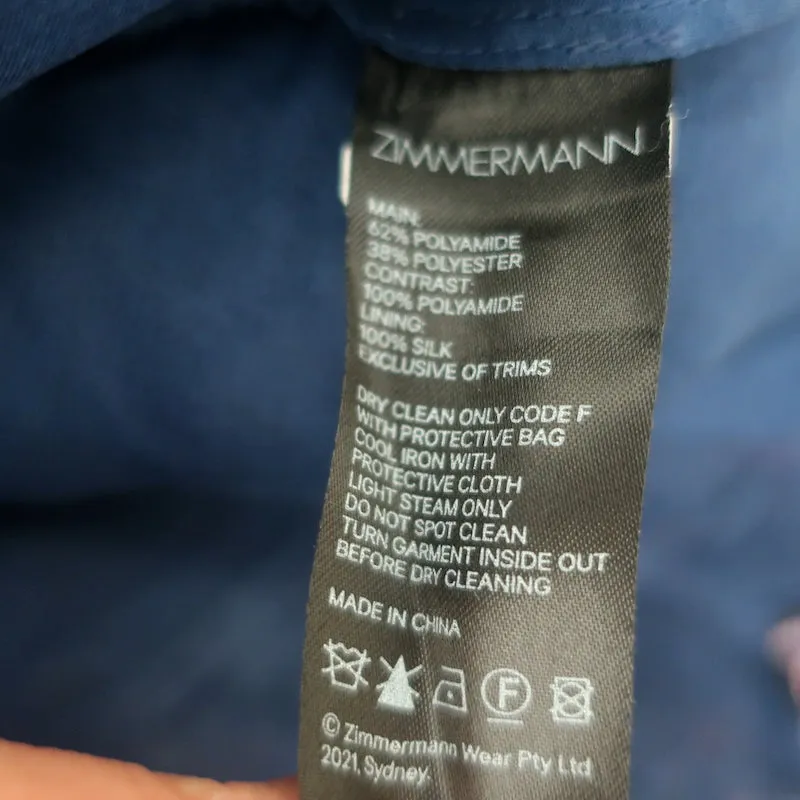 ZIMMERMANN
MAIN:
62% POLYAMIDE
38% POLYESTER
CONTRAST:
100% POLYAMIDE
LINING:
100% SILK
EXCLUSIVE OF TRIMS
DRY CLEAN ONLY CODE F
WITH PROTECTIVE BAG
COOL IRON WITH
PROTECTIVE CLOTH
LIGHT STEAM ONLY
DO NOT SPOT CLEAN
TURN GARMENT INSIDE OUT
BEFORE DRY CLEANING
MADE IN CHINA
F
© Zimmermann Wear Pty Ltd
2021, Sydney.